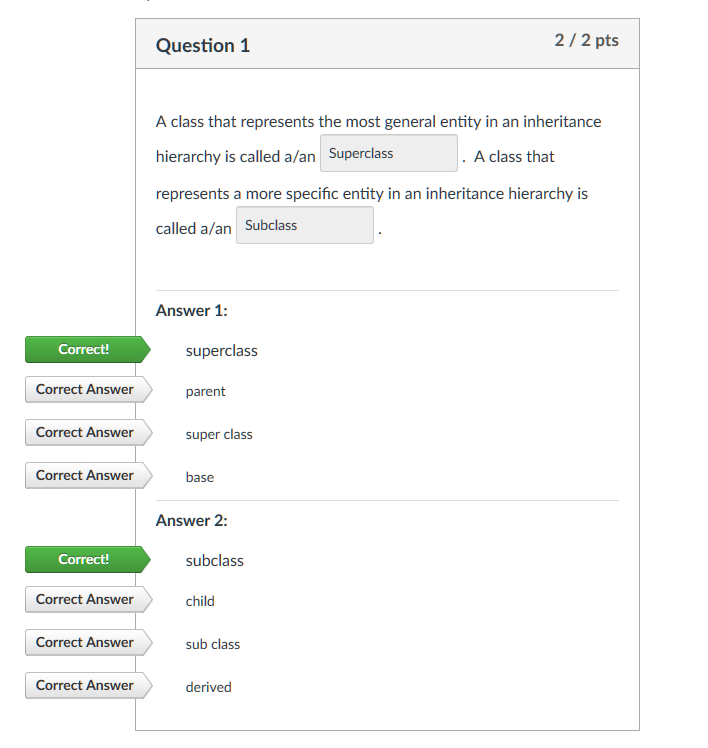 Question 1
2 / 2 pts
A class that represents the most general entity in an inheritance
hierarchy is called a/an Superclass . A class that
represents a more specific entity in an inheritance hierarchy is
called a/an Subclass .
Answer 1:
Correct! superclass
Correct Answer parent
Correct Answer super class
Correct Answer base
Answer 2:
Correct! subclass
Correct Answer child
Correct Answer sub class
Correct Answer derived